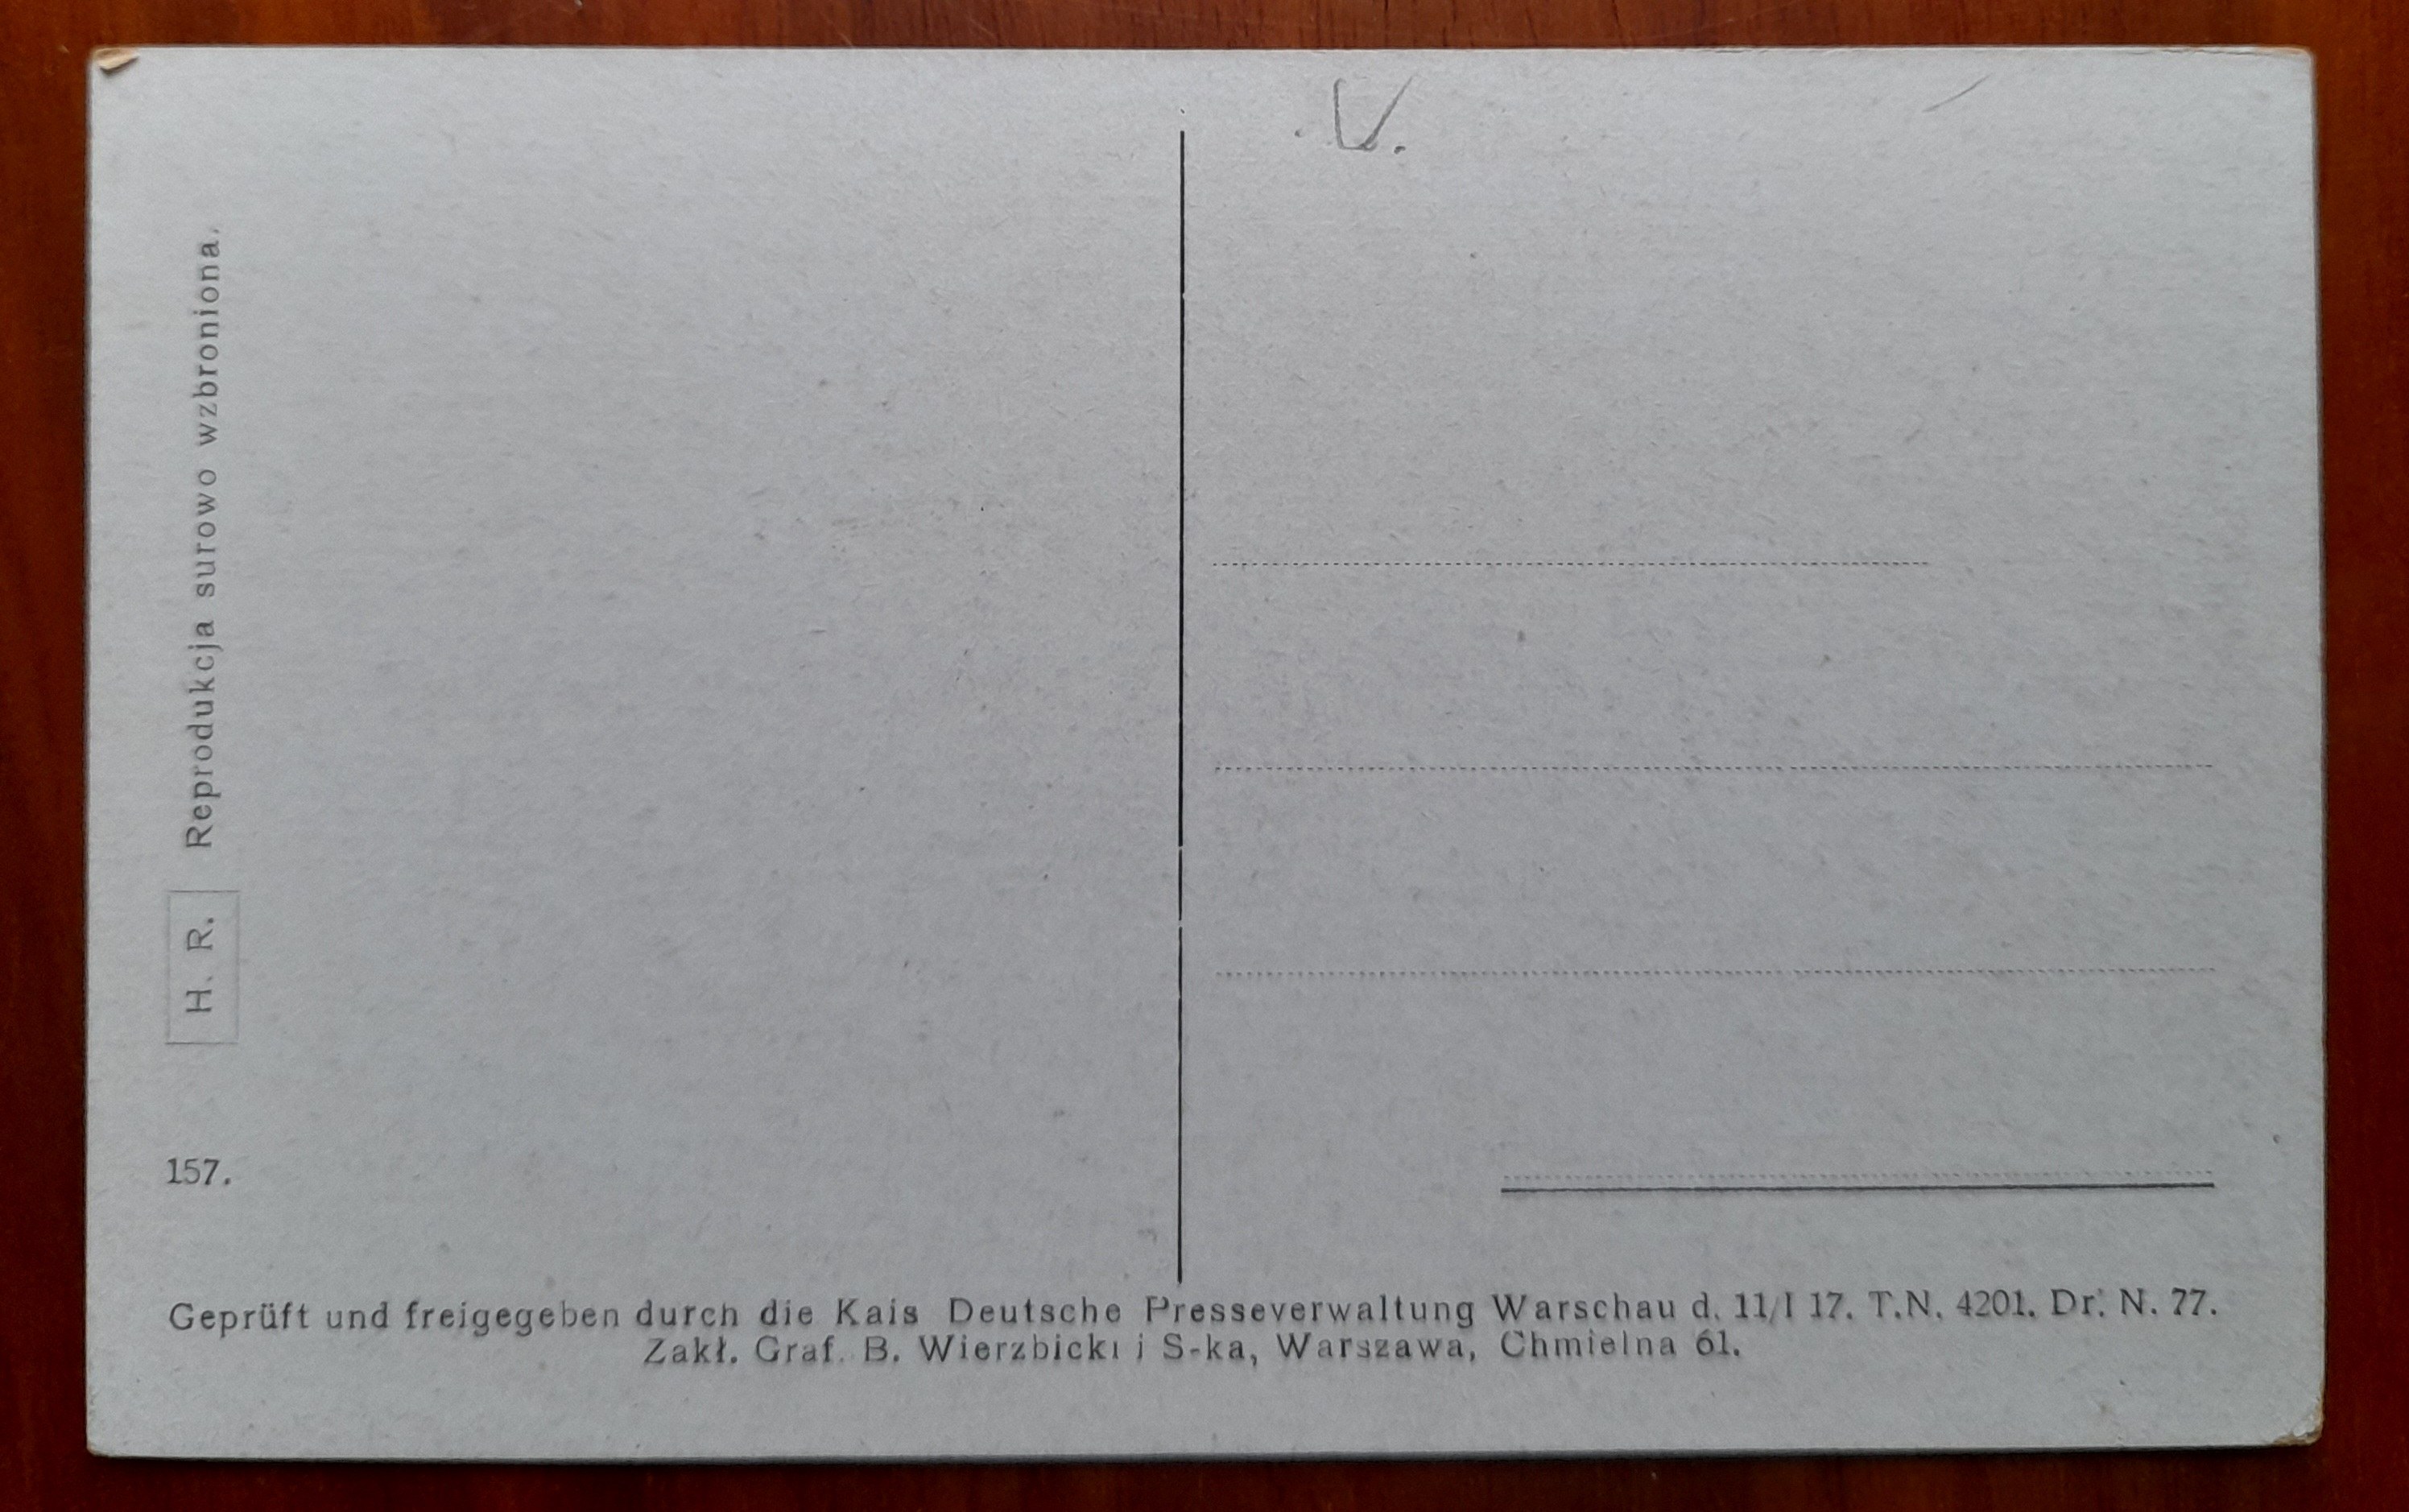 V.
H. R. Reprodukcja surowo wzbroniona.
157.
Geprüft und freigegeben durch die Kais Deutsche Presseverwaltung Warschau d. 11/I 17. T.N. 4201. Dr. N. 77.
Zakł. Graf. B. Wierzbicki i S-ka, Warszawa, Chmielna 61.